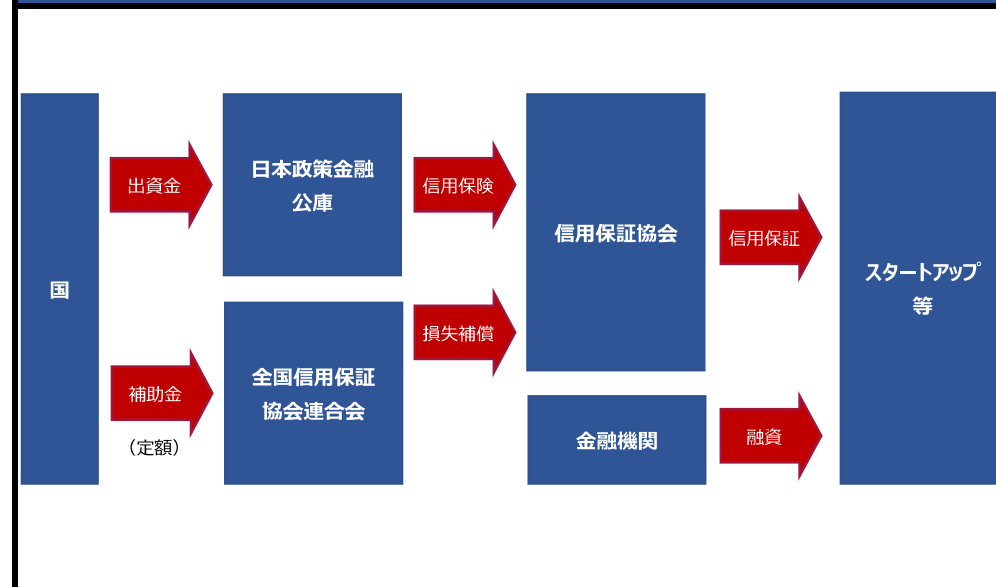 国
出資金
補助金
（定額）
日本政策金融
公庫
全国信用保証
協会連合会
信用保険
損失補償
信用保証協会
金融機関
信用保証
融資
スタートアップ
等